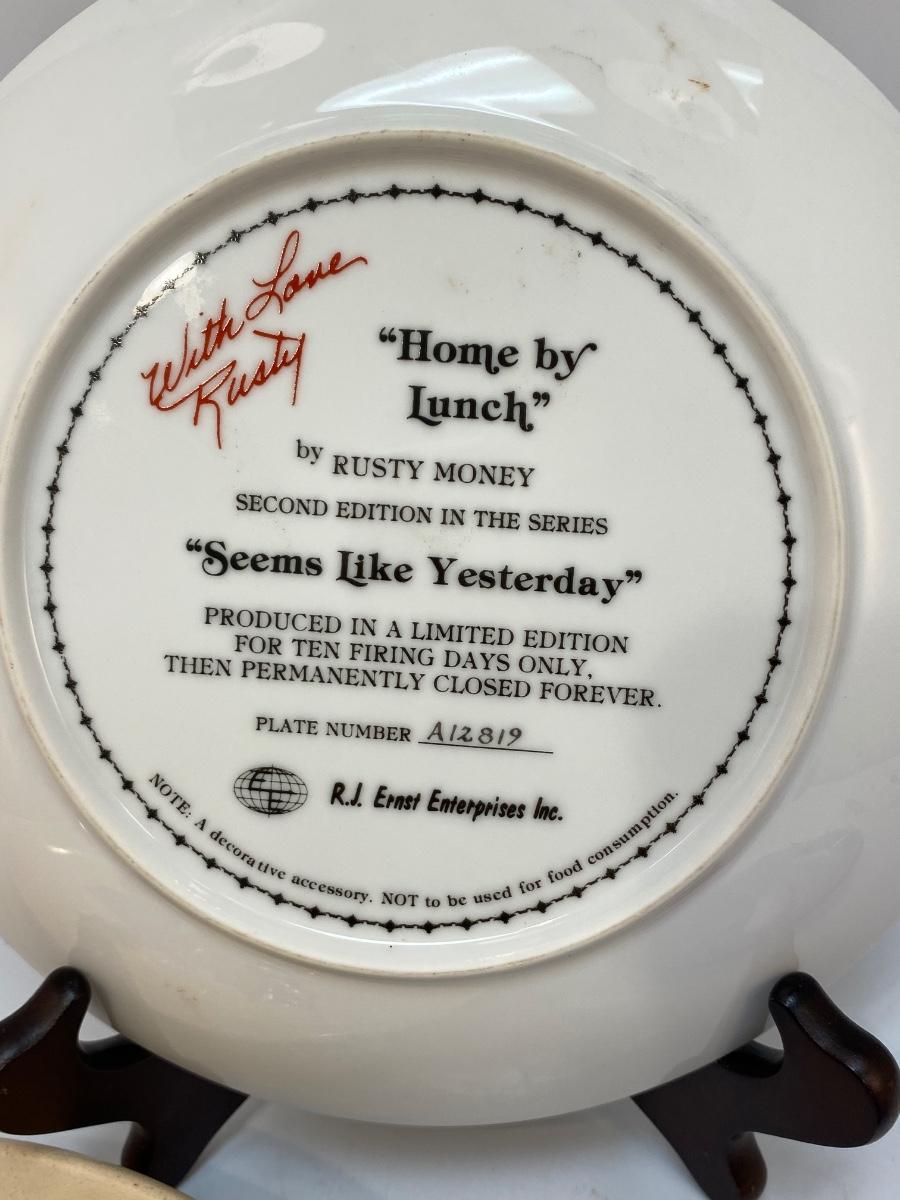 With Love
Rusty
“Home by
Lunch”
by RUSTY MONEY
SECOND EDITION IN THE SERIES
“Seems Like Yesterday”
PRODUCED IN A LIMITED EDITION
FOR TEN FIRING DAYS ONLY,
THEN PERMANENTLY CLOSED FOREVER.
PLATE NUMBER A12819
EE
R.J. Ernst Enterprises Inc.
NOTE: A decorative accessory. NOT to be used for food consumption.